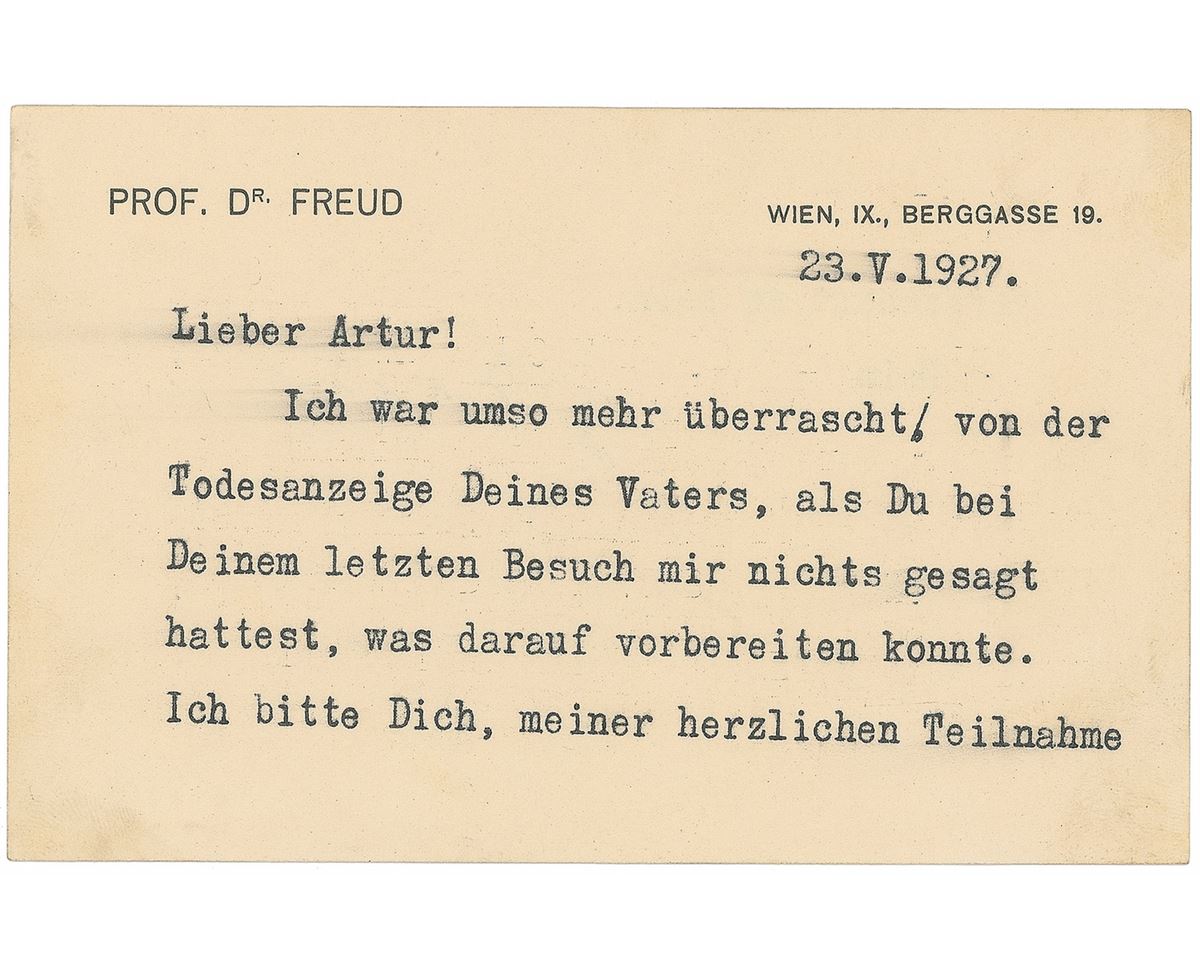 PROF. DR. FREUD
WIEN, IX., BERGGASSE 19.
23.V.1927.
Lieber Artur!
Ich war umso mehr überrascht, von der
Todesanzeige Deines Vaters, als Du bei
Deinem letzten Besuch mir nichts gesagt
hattest, was darauf vorbereiten konnte.
Ich bitte Dich, meiner herzlichen Teilnahme